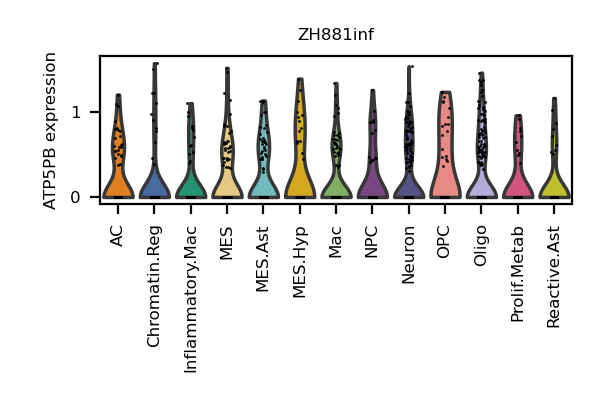 ZH881inf
ATP5PB expression
1
0
AC
Chromatin.Reg
Inflammatory.Mac
MES
MES.Ast
MES.Hyp
Mac
NPC
Neuron
OPC
Oligo
Prolif.Metab
Reactive.Ast